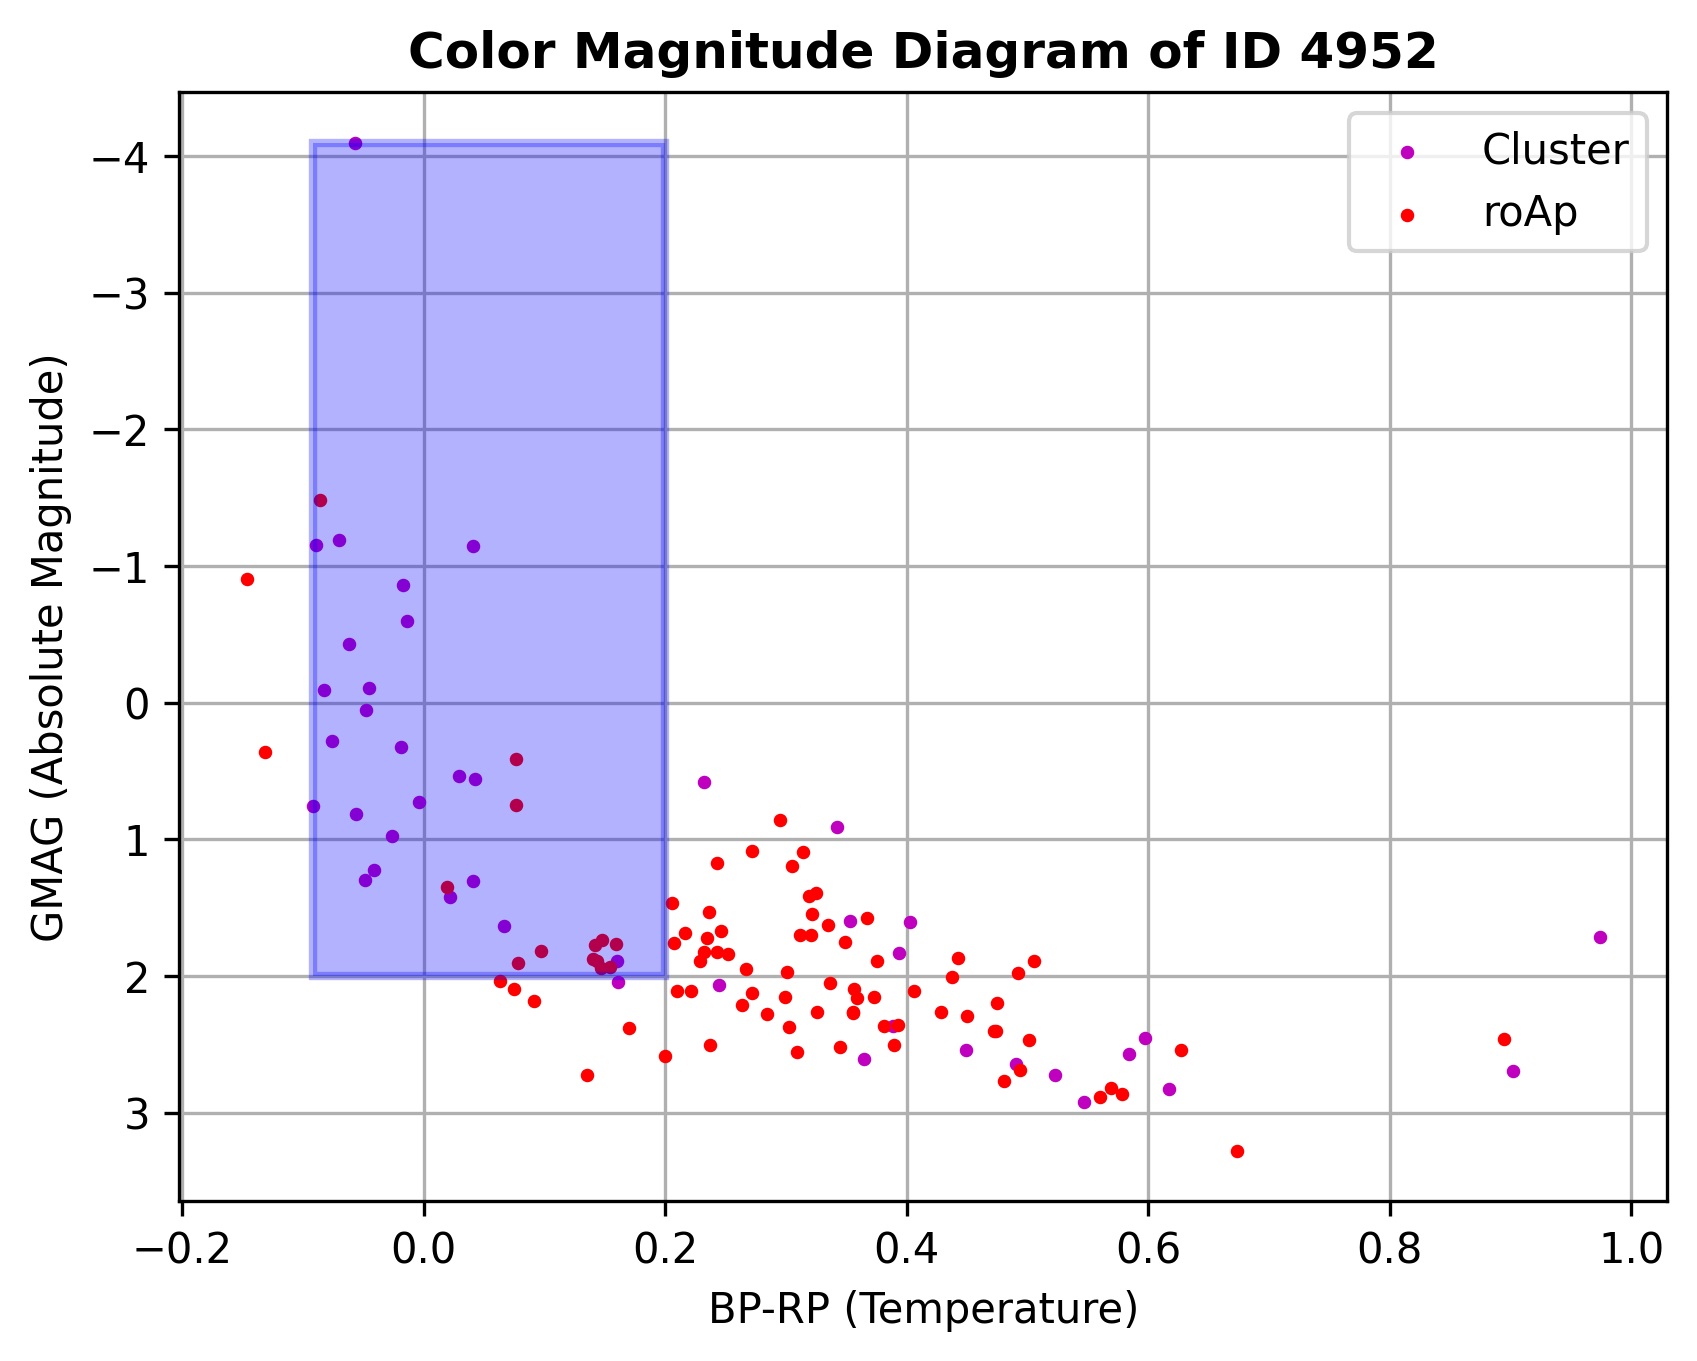 Color Magnitude Diagram of ID 4952
Cluster
roAp
GMAG (Absolute Magnitude)
−4
−3
−2
−1
0
1
2
3
−0.2 0.0 0.2 0.4 0.6 0.8 1.0
BP-RP (Temperature)